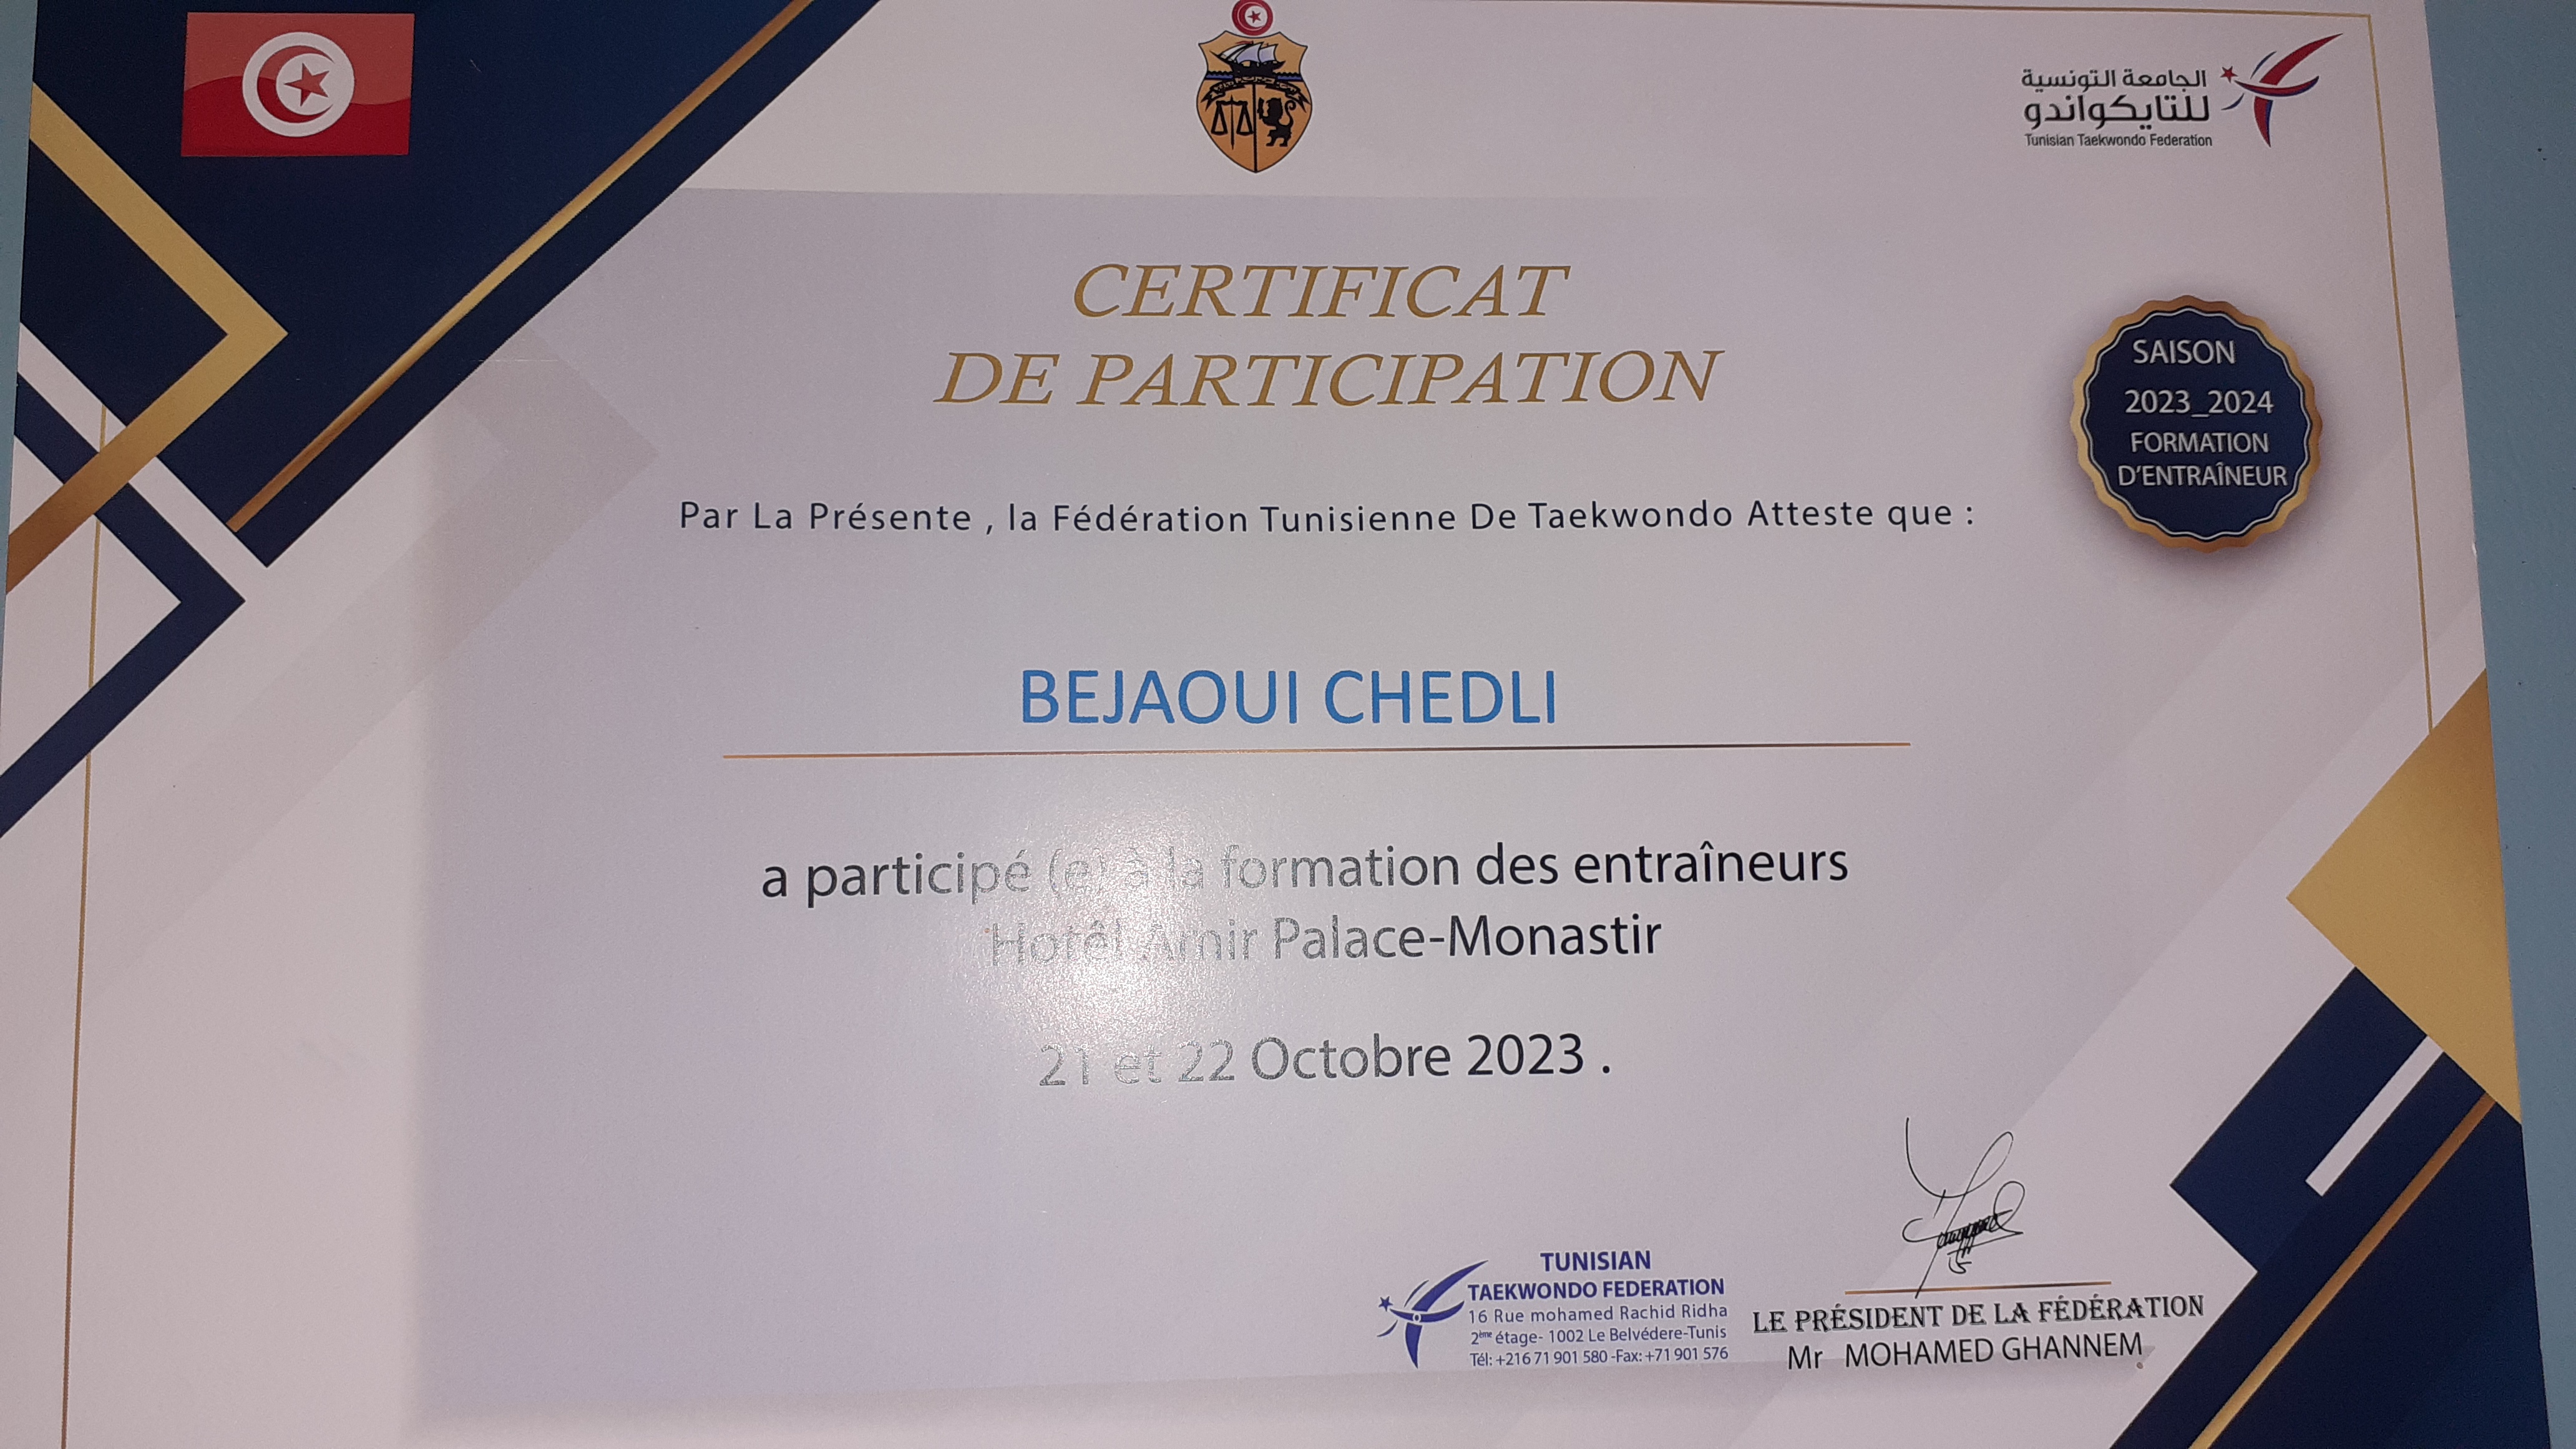 الجامعة التونسية
للتايكواندو
Tunisian Taekwondo Federation
CERTIFICAT
DE PARTICIPATION
SAISON
2023_2024
FORMATION
D'ENTRAÎNEUR
Par La Présente , la Fédération Tunisienne De Taekwondo Atteste que :
BEJAOUI CHEDLI
a participé (e) à la formation des entraîneurs
Hotêl Amir Palace-Monastir
21 et 22 Octobre 2023 .
TUNISIAN
TAEKWONDO FEDERATION
16 Rue mohamed Rachid Ridha
2ème étage- 1002 Le Belvédere-Tunis
Tél: +216 71 901 580 -Fax: +71 901 576
LE PRÉSIDENT DE LA FÉDÉRATION
Mr MOHAMED GHANNEM